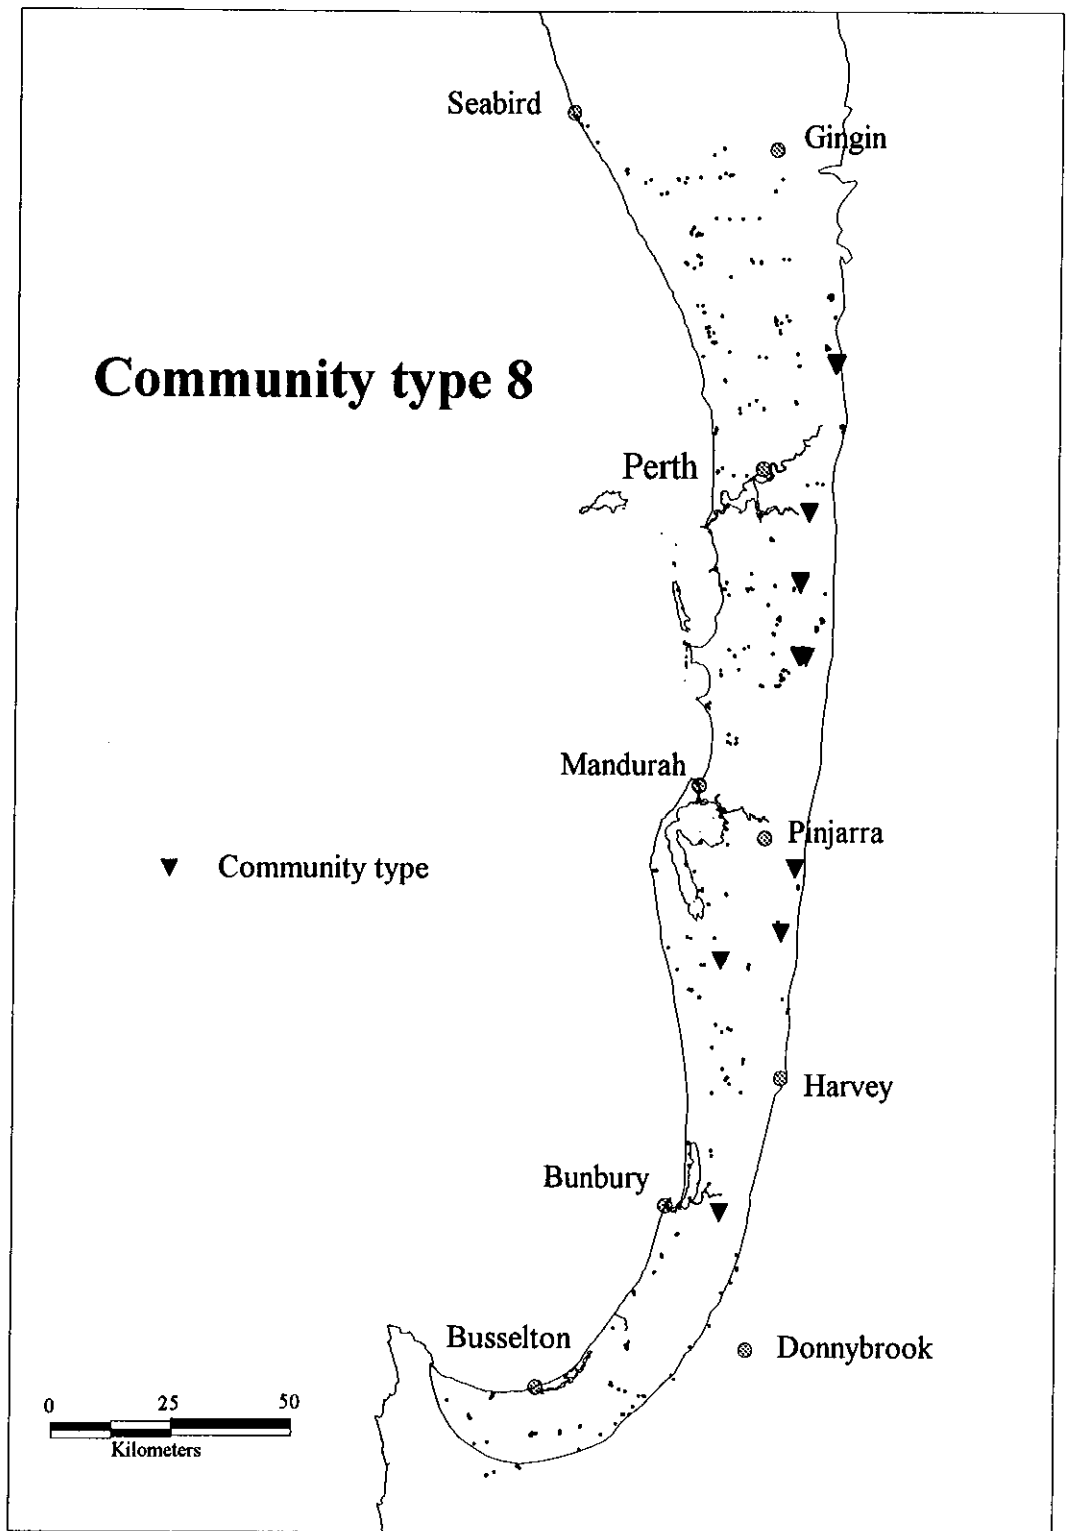 Seabird
Gingin
Community type 8
Perth
Mandurah
Pinjarra
Community type
Harvey
Bunbury
Busselton
Donnybrook
0 25 50
Kilometers